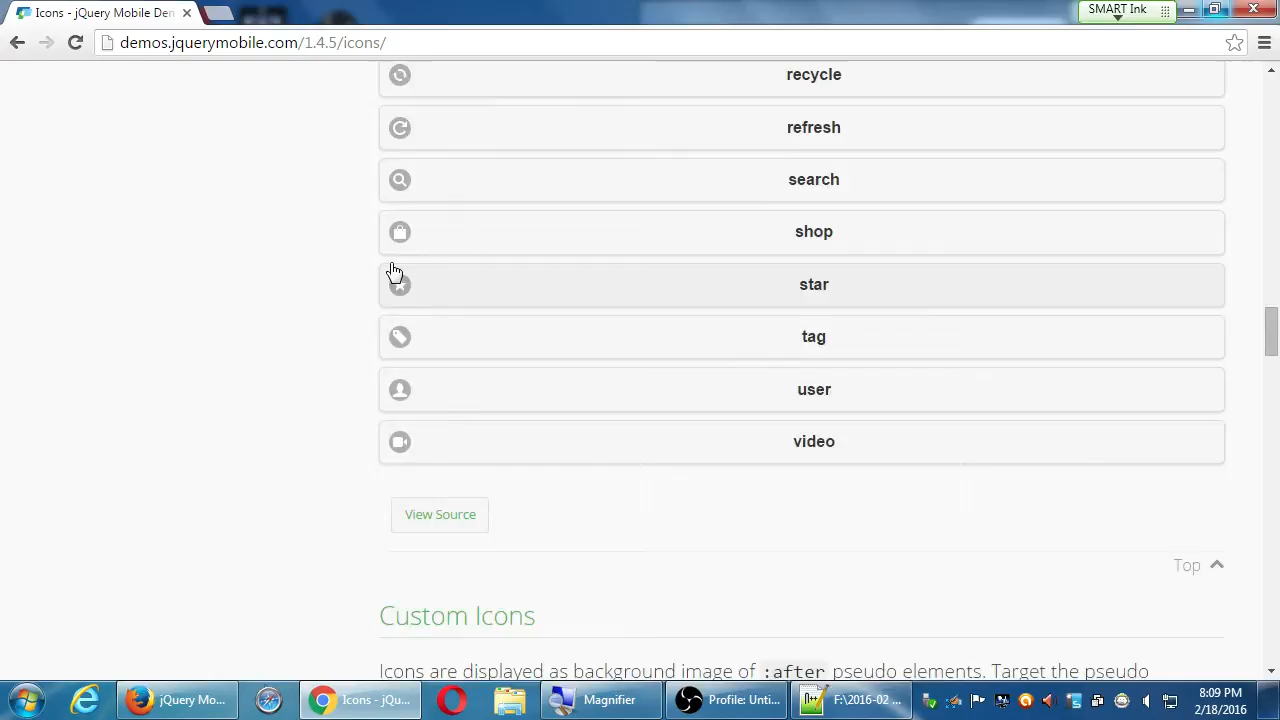 Icons - jQuery Mobile Den
SMART Ink
demos.jquerymobile.com/1.4.5/icons/
recycle
refresh
search
shop
star
tag
user
video
View Source
Top
Custom Icons
Icons are displayed as background image of :after pseudo elements. Target the pseudo
jQuery Mo...
Icons - jQu...
Magnifier
Profile: Unti...
F:\2016-02 ...
8:09 PM
2/18/2016